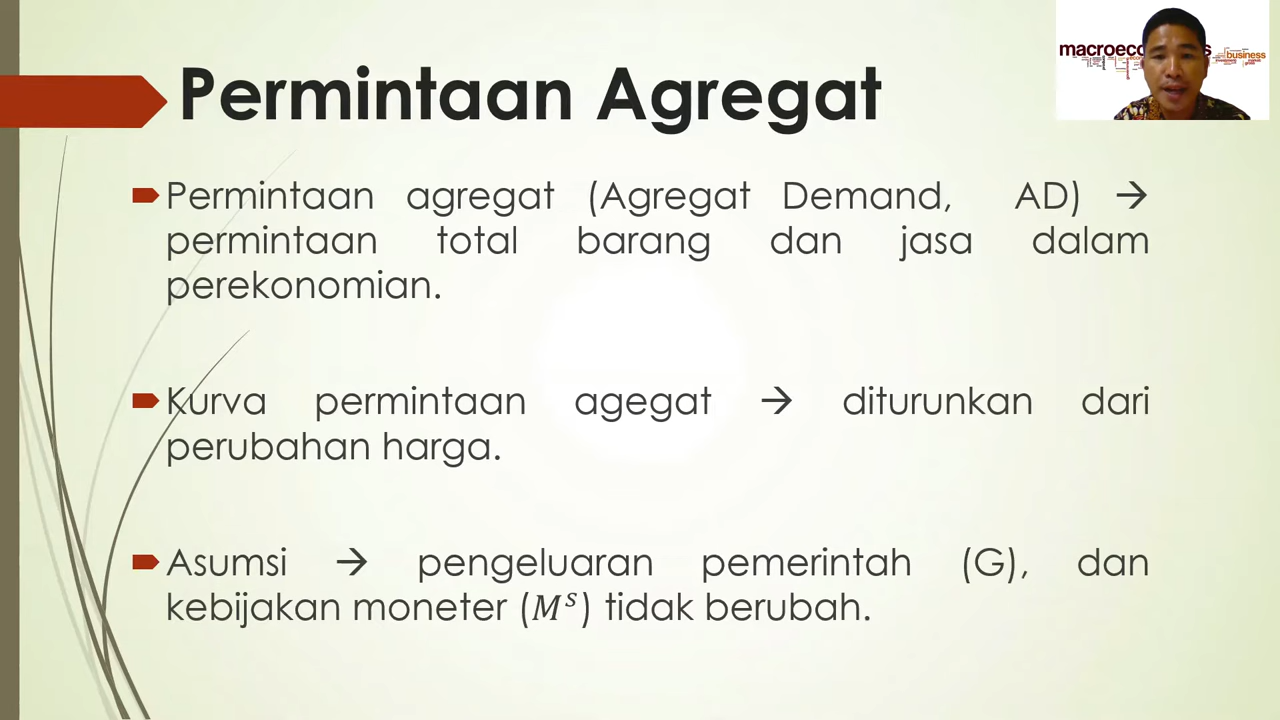 Permintaan Agregat
Permintaan agregat (Agregat Demand, AD) →
permintaan total barang dan jasa dalam
perekonomian.
Kurva permintaan agegat → diturunkan dari
perubahan harga.
Asumsi → pengeluaran pemerintah (G), dan
kebijakan moneter (Mˢ) tidak berubah.
business